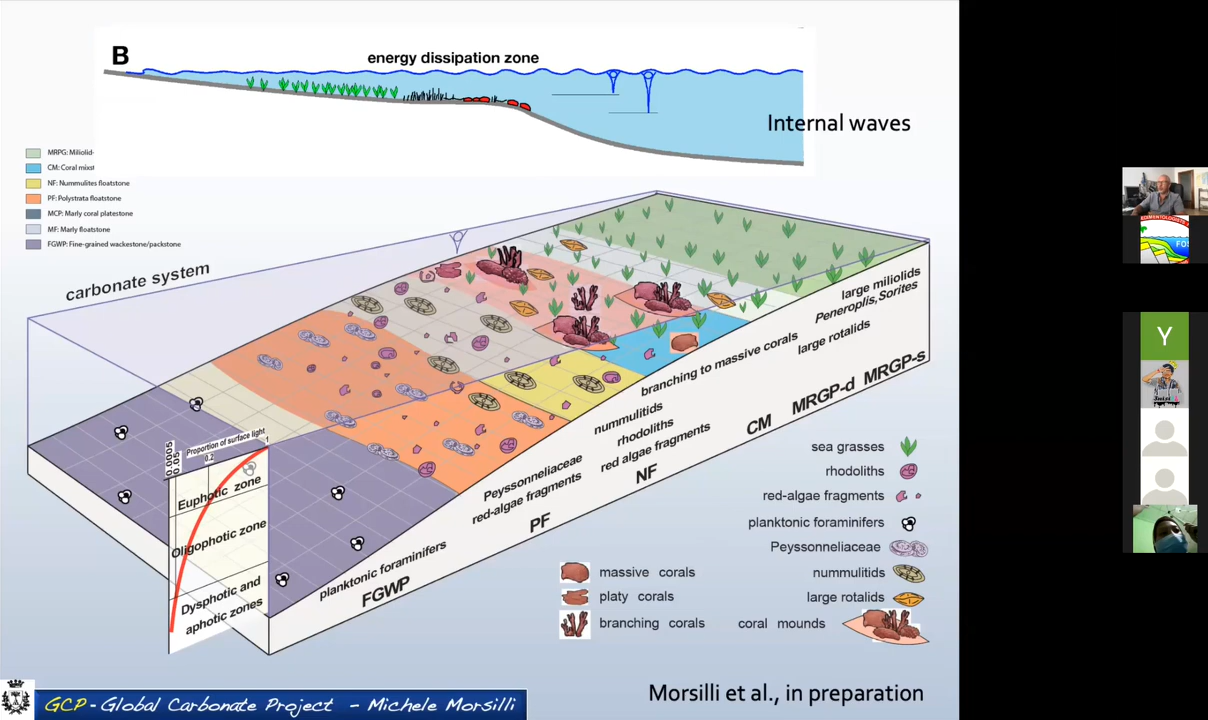 B
energy dissipation zone
Internal waves
MRPG: Miliolid-
CM: Coral mixst
NF: Nummulites floatstone
PF: Polystrata floatstone
MCP: Marly coral platestone
MF: Marly floatstone
FGWP: Fine-grained wackestone/packstone
carbonate system
large miliolids
Peneroplis, Sorites
large rotalids
branching to massive corals
MRGP-s
MRGP-d
CM
nummulitids
rhodoliths
red algae fragments
NF
Peyssonneliaceae
red-algae fragments
PF
planktonic foraminifers
FGWP
Proportion of surface light
0.0005
0.05
0.2
1
Euphotic zone
Oligophotic zone
Dysphotic and
aphotic zones
sea grasses
rhodoliths
red-algae fragments
planktonic foraminifers
Peyssonneliaceae
massive corals
nummulitids
platy corals
large rotalids
branching corals
coral mounds
GCP - Global Carbonate Project - Michele Morsilli
Morsilli et al., in preparation
FOS
Y